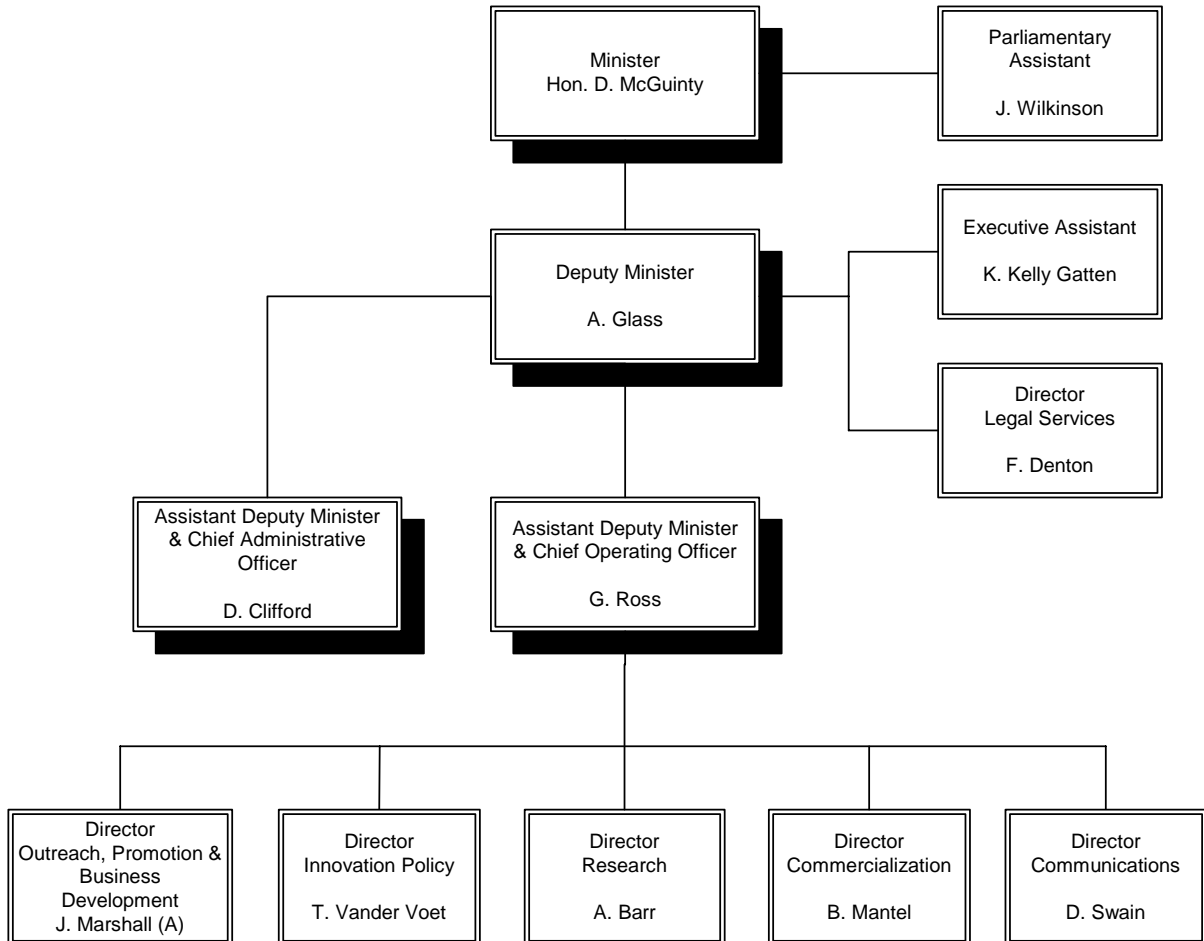 Minister
Hon. D. McGuinty
Parliamentary
Assistant
J. Wilkinson
Deputy Minister
A. Glass
Executive Assistant
K. Kelly Gatten
Director
Legal Services
F. Denton
Assistant Deputy Minister
& Chief Administrative
Officer
D. Clifford
Assistant Deputy Minister
& Chief Operating Officer
G. Ross
Director
Outreach, Promotion &
Business
Development
J. Marshall (A)
Director
Innovation Policy
T. Vander Voet
Director
Research
A. Barr
Director
Commercialization
B. Mantel
Director
Communications
D. Swain